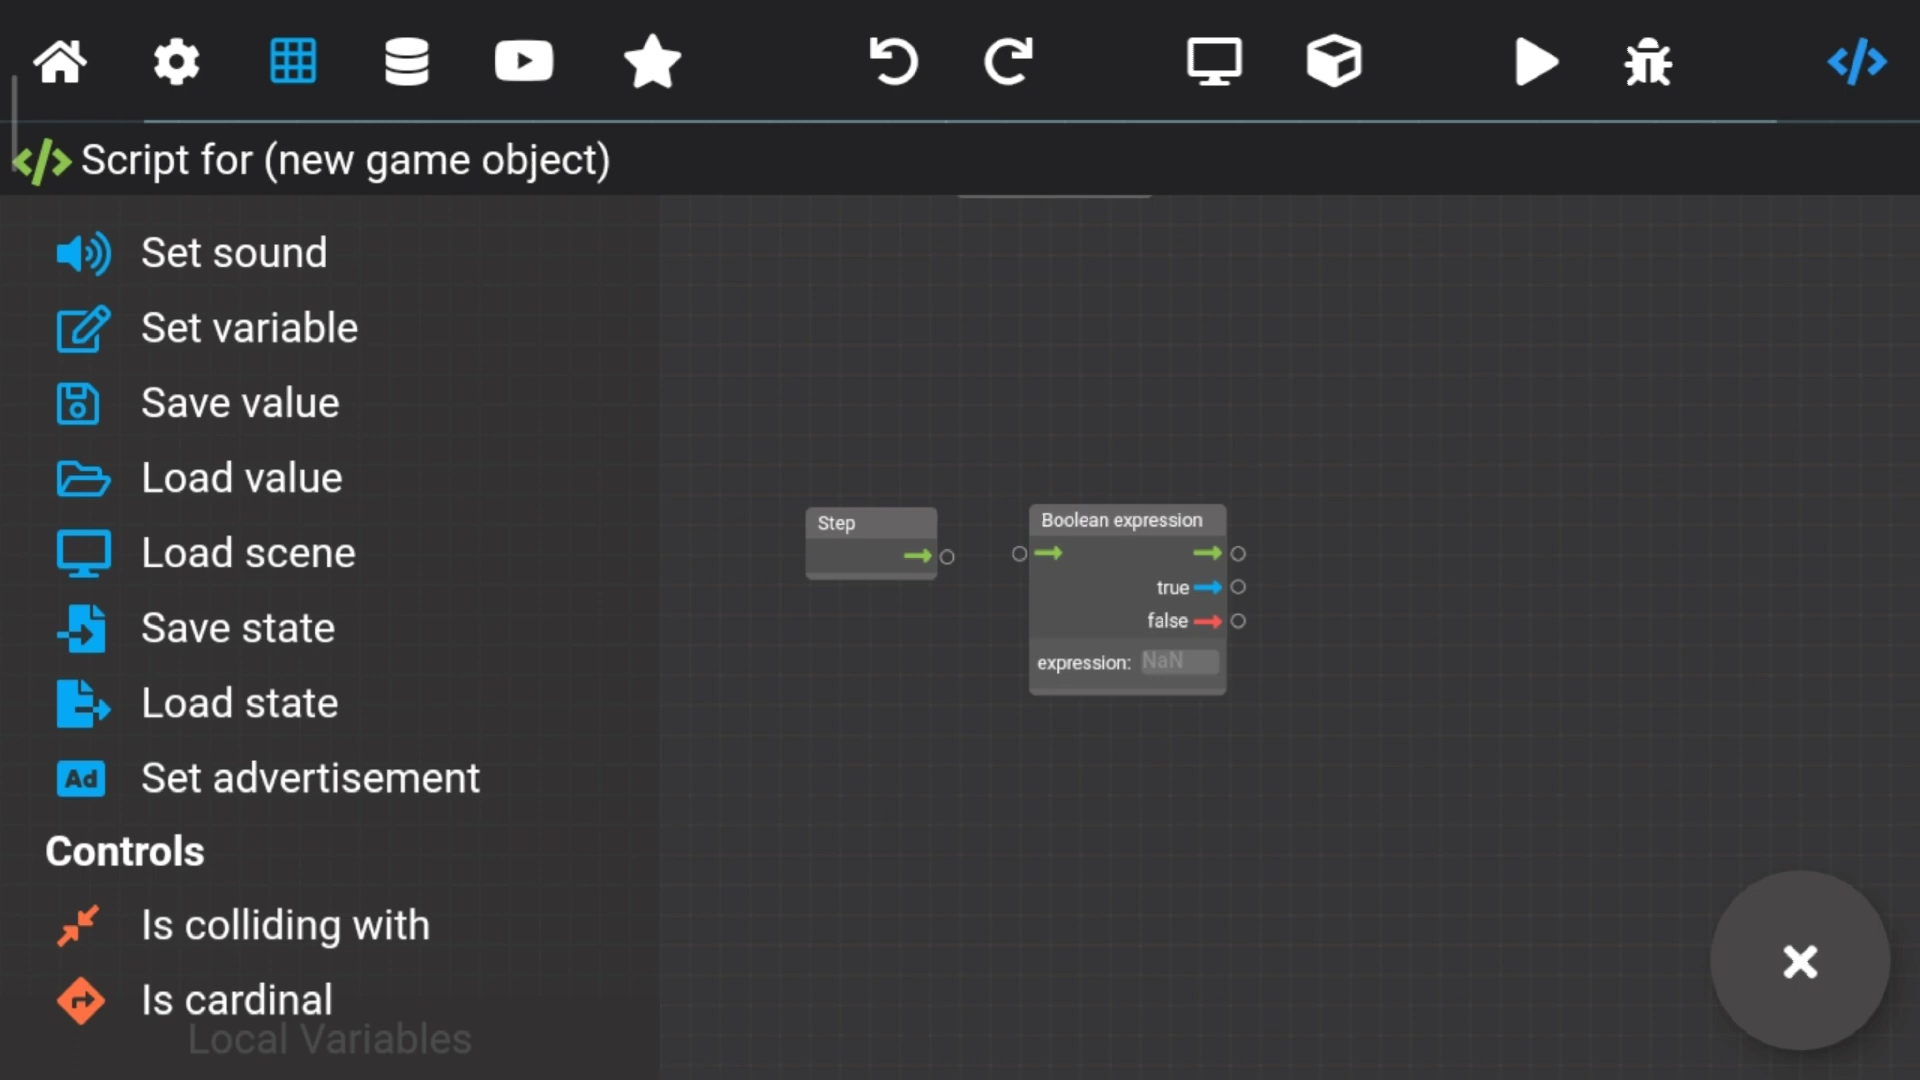 Script for (new game object)
Set sound
Set variable
Save value
Load value
Load scene
Save state
Load state
Ad Set advertisement
Controls
Is colliding with
Is cardinal
Local Variables
Step
Boolean expression
true
false
expression: NaN